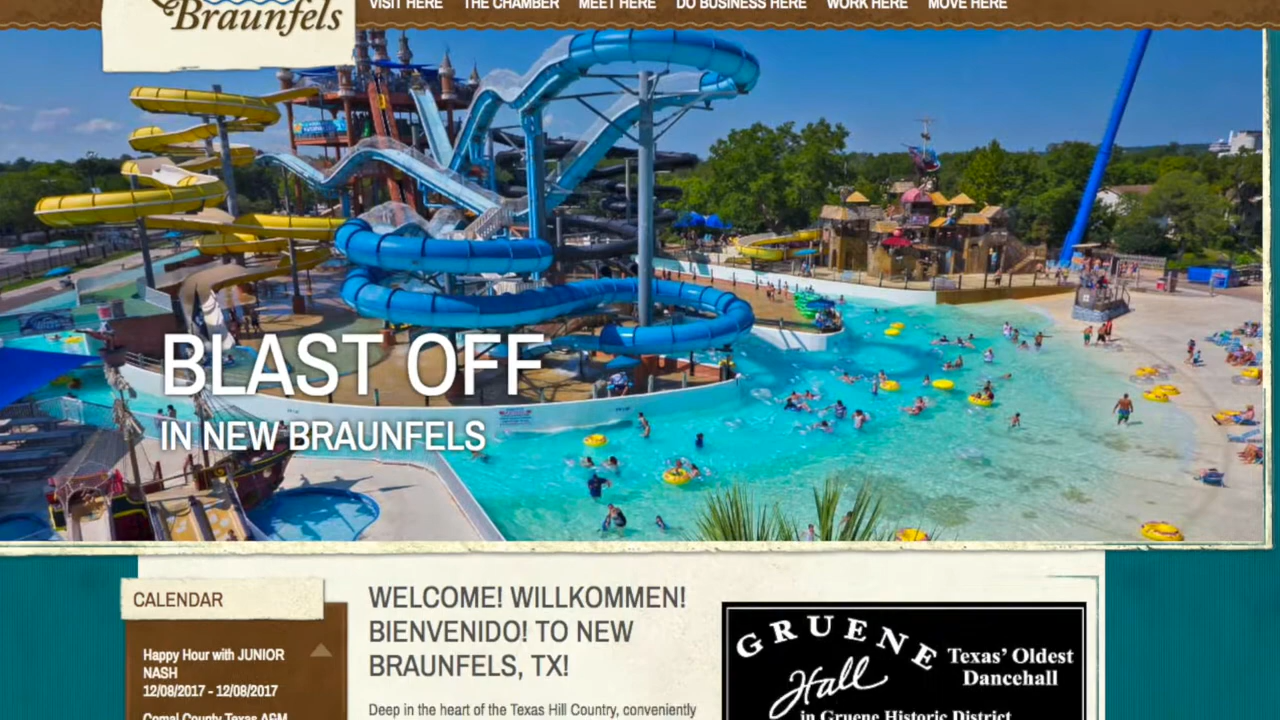 Braunfels
VISIT HERE THE CHAMBER MEET HERE DO BUSINESS HERE WORK HERE MOVE HERE
BLAST OFF
IN NEW BRAUNFELS
CALENDAR
Happy Hour with JUNIOR
NASH
12/08/2017 - 12/08/2017
Comal County Texas A&M
WELCOME! WILLKOMMEN!
BIENVENIDO! TO NEW
BRAUNFELS, TX!
Deep in the heart of the Texas Hill Country, conveniently
GRUENE
Hall
Texas' Oldest
Dancehall
in Gruene Historic District